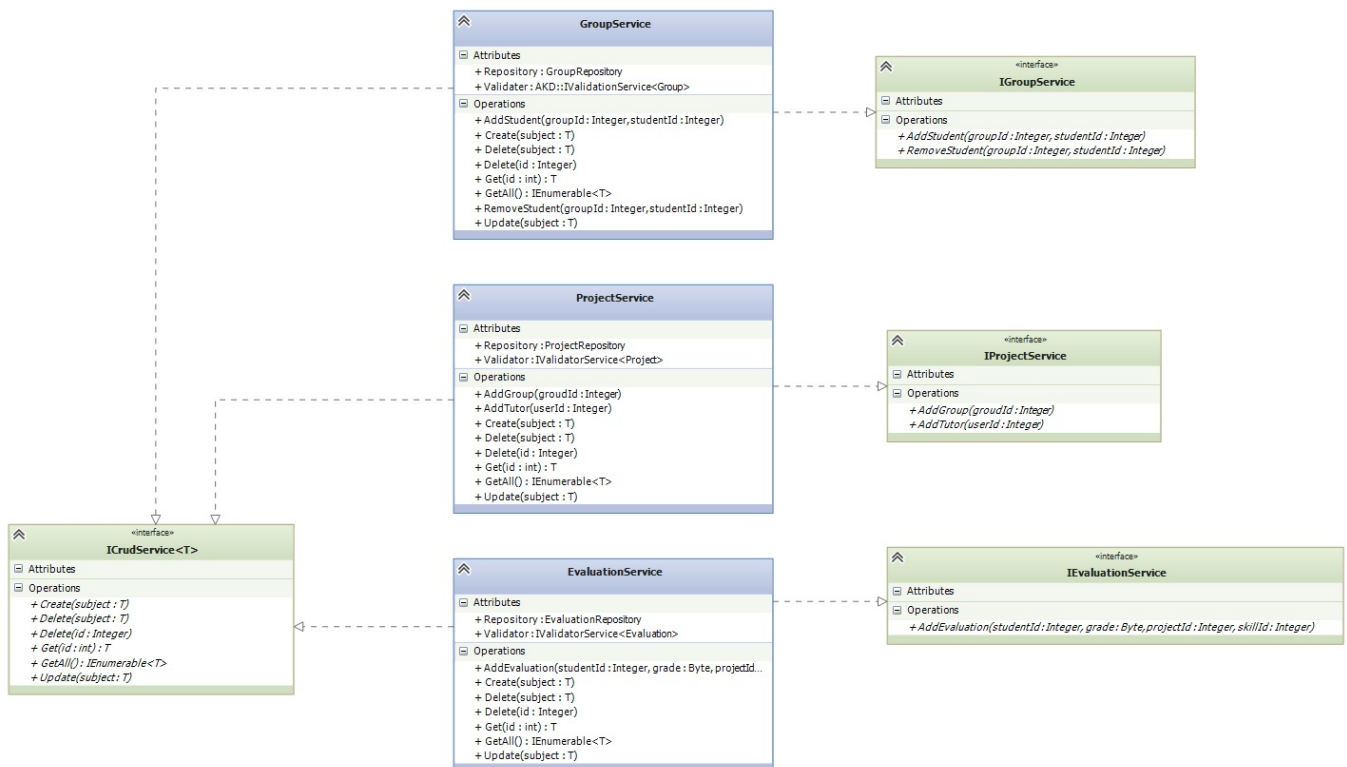 GroupService
Attributes
+ Repository : GroupRepository
+ Validater : AKD::IValidationService<Group>
Operations
+ AddStudent(groupId : Integer,studentId : Integer)
+ Create(subject : T)
+ Delete(subject : T)
+ Delete(id : Integer)
+ Get(id : int) : T
+ GetAll() : IEnumerable<T>
+ RemoveStudent(groupId : Integer,studentId : Integer)
+ Update(subject : T)
«interface»
IGroupService
Attributes
Operations
+ AddStudent(groupId : Integer, studentId : Integer)
+ RemoveStudent(groupId : Integer, studentId : Integer)
ProjectService
Attributes
+ Repository : ProjectRepository
+ Validator : IValidatorService<Project>
Operations
+ AddGroup(groudId : Integer)
+ AddTutor(userId : Integer)
+ Create(subject : T)
+ Delete(subject : T)
+ Delete(id : Integer)
+ Get(id : int) : T
+ GetAll() : IEnumerable<T>
+ Update(subject : T)
«interface»
IProjectService
Attributes
Operations
+ AddGroup(groudId : Integer)
+ AddTutor(userId : Integer)
«interface»
ICrudService<T>
Attributes
Operations
+ Create(subject : T)
+ Delete(subject : T)
+ Delete(id : Integer)
+ Get(id : int) : T
+ GetAll() : IEnumerable<T>
+ Update(subject : T)
EvaluationService
Attributes
+ Repository : EvaluationRepository
+ Validator : IValidatorService<Evaluation>
Operations
+ AddEvaluation(studentId : Integer, grade : Byte, projectId...
+ Create(subject : T)
+ Delete(subject : T)
+ Delete(id : Integer)
+ Get(id : int) : T
+ GetAll() : IEnumerable<T>
+ Update(subject : T)
«interface»
IEvaluationService
Attributes
Operations
+ AddEvaluation(studentId : Integer, grade : Byte,projectId : Integer, skillId : Integer)